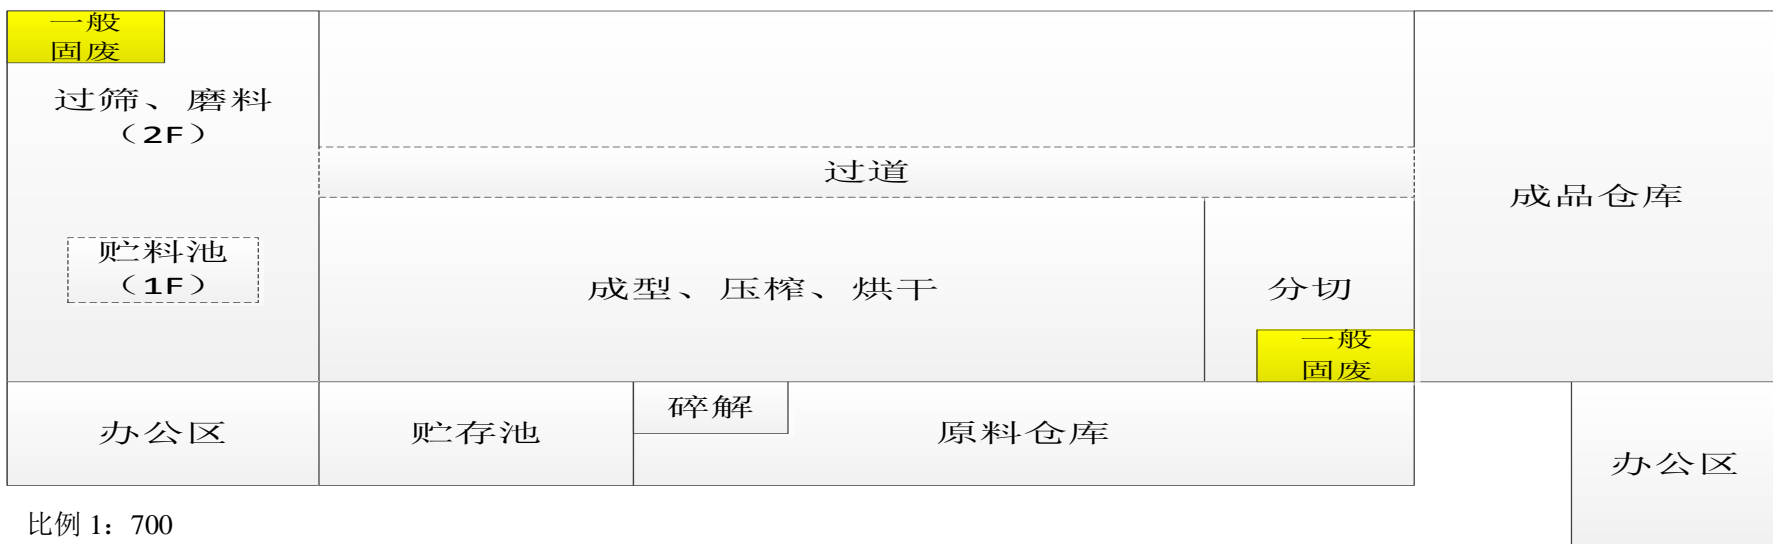 一般
固废
过筛、磨料
（2F）
过道
成品仓库
贮料池
（1F）
成型、压榨、烘干
分切
一般
固废
办公区
贮存池
碎解
原料仓库
办公区
比例 1：700